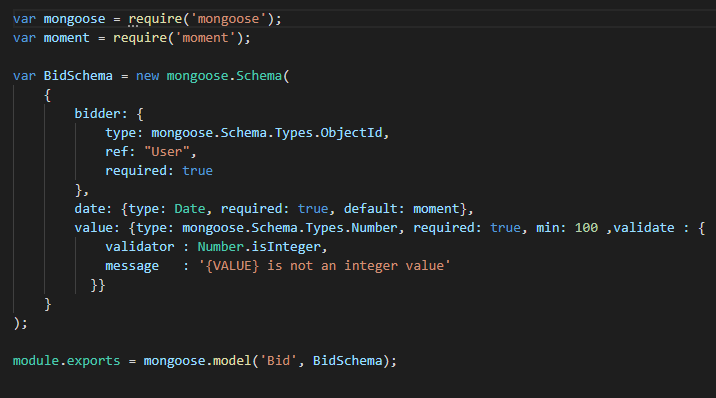 var mongoose = require('mongoose');
var moment = require('moment');

var BidSchema = new mongoose.Schema(
    {
        bidder: {
            type: mongoose.Schema.Types.ObjectId,
            ref: "User",
            required: true
        },
        date: {type: Date, required: true, default: moment},
        value: {type: mongoose.Schema.Types.Number, required: true, min: 100 ,validate : {
            validator : Number.isInteger,
            message   : '{VALUE} is not an integer value'
          }}
    }
);

module.exports = mongoose.model('Bid', BidSchema);